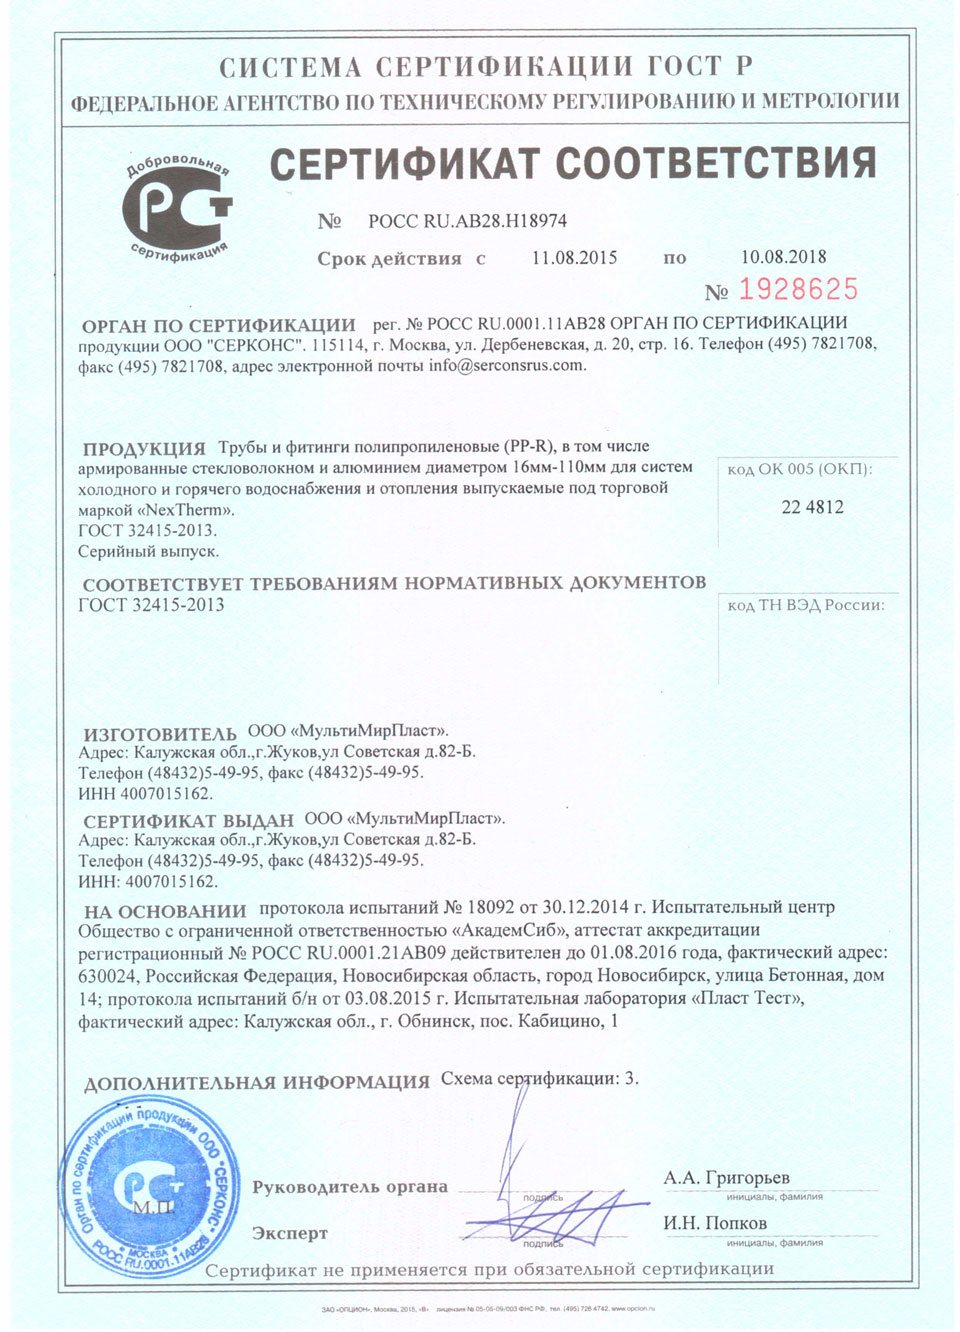 СИСТЕМА СЕРТИФИКАЦИИ ГОСТ Р
ФЕДЕРАЛЬНОЕ АГЕНТСТВО ПО ТЕХНИЧЕСКОМУ РЕГУЛИРОВАНИЮ И МЕТРОЛОГИИ
Добровольная
РСТ
сертификация
СЕРТИФИКАТ СООТВЕТСТВИЯ
№ РОСС RU.АВ28.Н18974
Срок действия с 11.08.2015 по 10.08.2018
№ 1928625
ОРГАН ПО СЕРТИФИКАЦИИ рег. № РОСС RU.0001.11АВ28 ОРГАН ПО СЕРТИФИКАЦИИ
продукции ООО "СЕРКОНС". 115114, г. Москва, ул. Дербеневская, д. 20, стр. 16. Телефон (495) 7821708,
факс (495) 7821708, адрес электронной почты info@serconsrus.com.
ПРОДУКЦИЯ Трубы и фитинги полипропиленовые (PP-R), в том числе
армированные стекловолокном и алюминием диаметром 16мм-110мм для систем
холодного и горячего водоснабжения и отопления выпускаемые под торговой
маркой «NexTherm».
ГОСТ 32415-2013.
Серийный выпуск.
код ОК 005 (ОКП):
22 4812
СООТВЕТСТВУЕТ ТРЕБОВАНИЯМ НОРМАТИВНЫХ ДОКУМЕНТОВ
ГОСТ 32415-2013
код ТН ВЭД России:
ИЗГОТОВИТЕЛЬ ООО «МультиМирПласт».
Адрес: Калужская обл.,г.Жуков,ул Советская д.82-Б.
Телефон (48432)5-49-95, факс (48432)5-49-95.
ИНН 4007015162.
СЕРТИФИКАТ ВЫДАН ООО «МультиМирПласт».
Адрес: Калужская обл.,г.Жуков,ул Советская д.82-Б.
Телефон (48432)5-49-95, факс (48432)5-49-95.
ИНН: 4007015162.
НА ОСНОВАНИИ протокола испытаний № 18092 от 30.12.2014 г. Испытательный центр
Общество с ограниченной ответственностью «АкадемСиб», аттестат аккредитации
регистрационный № РОСС RU.0001.21АВ09 действителен до 01.08.2016 года, фактический адрес:
630024, Российская Федерация, Новосибирская область, город Новосибирск, улица Бетонная, дом
14; протокола испытаний б/н от 03.08.2015 г. Испытательная лаборатория «Пласт Тест»,
фактический адрес: Калужская обл., г. Обнинск, пос. Кабицино, 1
ДОПОЛНИТЕЛЬНАЯ ИНФОРМАЦИЯ Схема сертификации: 3.
Орган по сертификации продукции ООО "СЕРКОНС"
РСТ
М.П.
* МОСКВА *
РОСС RU.0001.11АВ28
Руководитель органа
подпись
А.А. Григорьев
инициалы, фамилия
Эксперт
подпись
И.Н. Попков
инициалы, фамилия
Сертификат не применяется при обязательной сертификации
ЗАО «ОПЦИОН», Москва, 2015, «В» лицензия № 05-05-09/003 ФНС РФ, тел. (495) 726 4742, www.opcion.ru